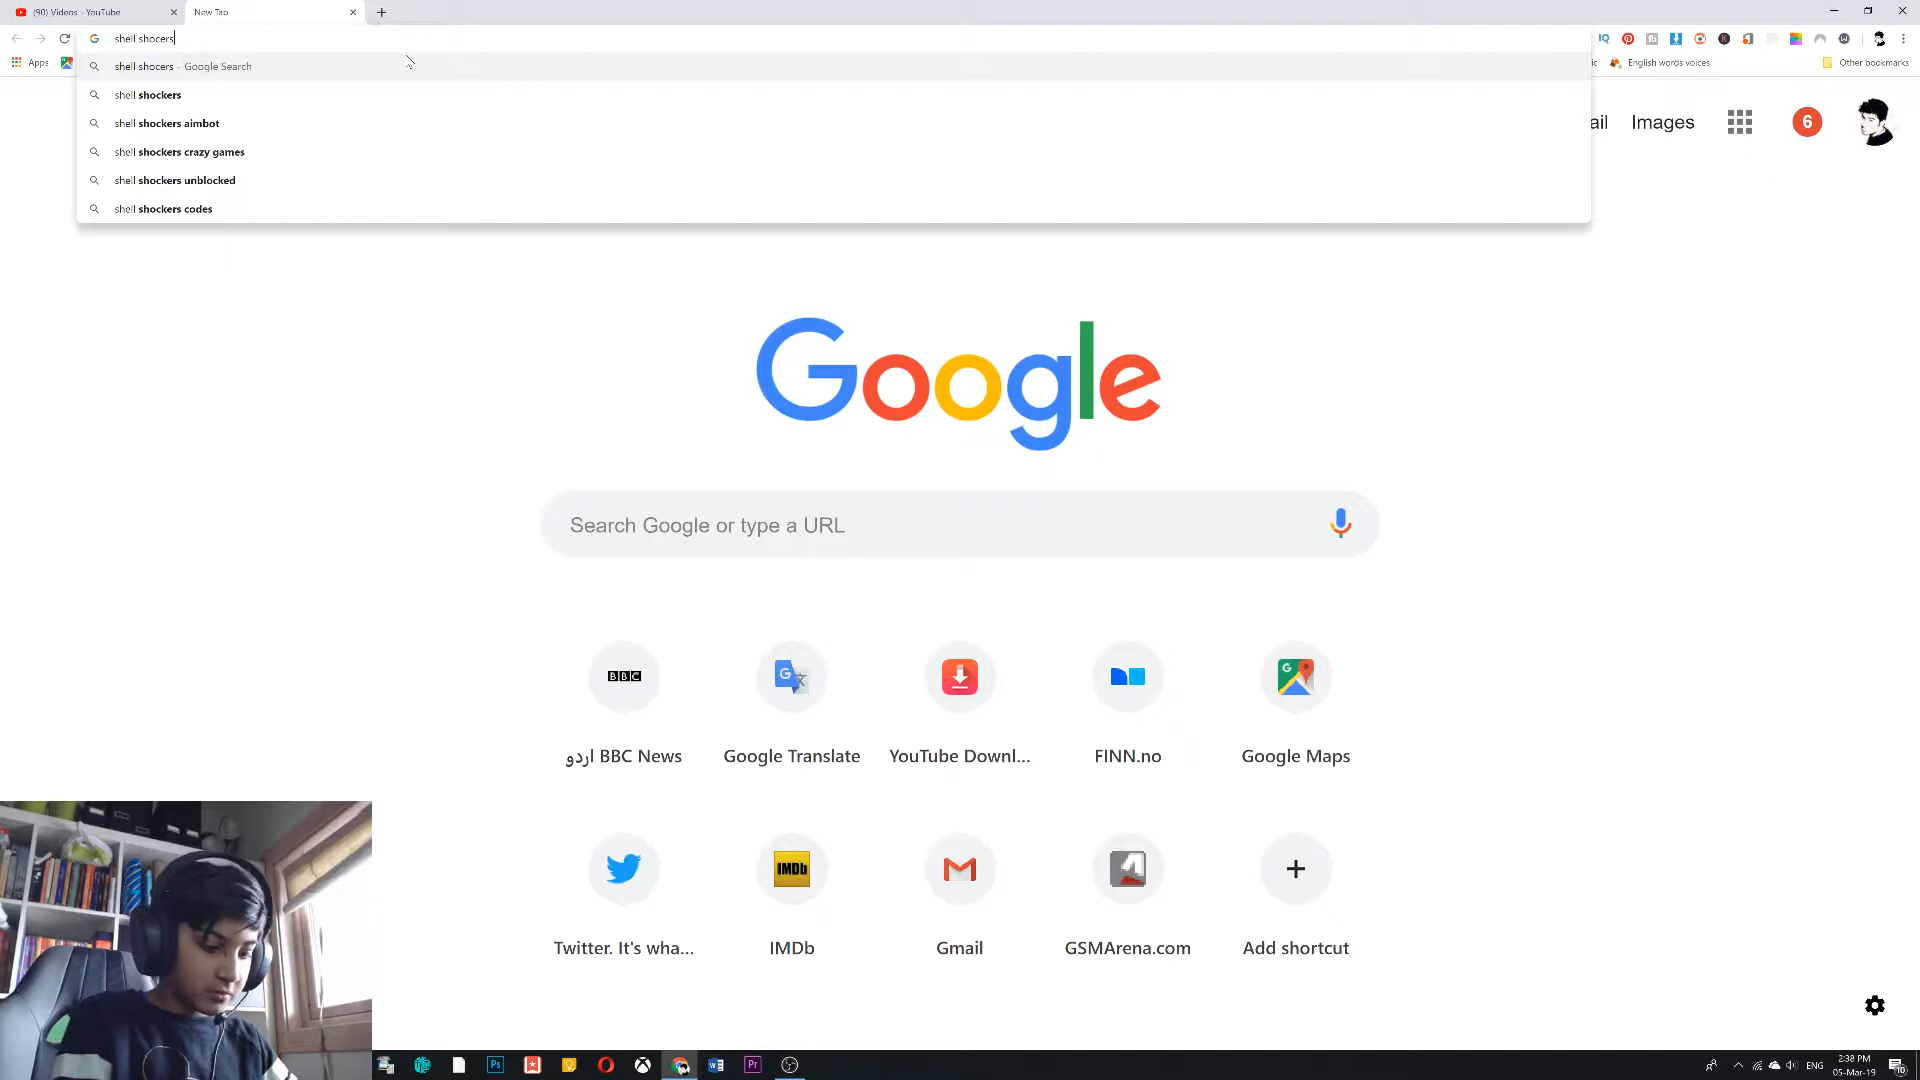 (90) Videos - YouTube
New Tab
shell shocers
shell shocers - Google Search
shell shockers
shell shockers aimbot
shell shockers crazy games
shell shockers unblocked
shell shockers codes
Apps
English words voices
Other bookmarks
ail
Images
6
Google
Search Google or type a URL
BBC
اردو BBC News
Google Translate
YouTube Downl...
FINN.no
Google Maps
Twitter. It's wha...
IMDb
IMDb
Gmail
GSMArena.com
Add shortcut
Ps
Pr
ENG
2:38 PM
05-Mar-19
10